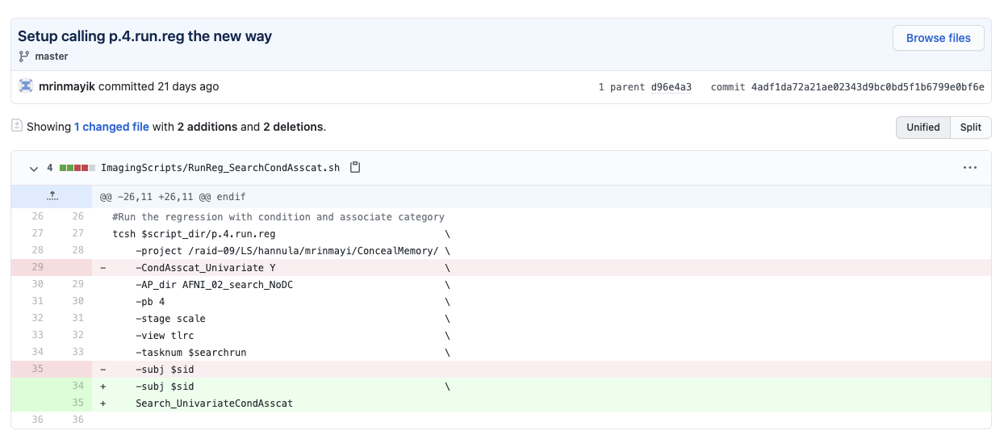 Setup calling p.4.run.reg the new way
Browse files
master
mrinmayik committed 21 days ago
1 parent d96e4a3 commit 4adf1da72a21ae02343d9bc0bd5f1b6799e0bf6e
Showing 1 changed file with 2 additions and 2 deletions.
Unified Split
4 ImagingScripts/RunReg_SearchCondAsscat.sh
@@ -26,11 +26,11 @@ endif
26 26 #Run the regression with condition and associate category
27 27 tcsh $script_dir/p.4.run.reg \
28 28 -project /raid-09/LS/hannula/mrinmayi/ConcealMemory/ \
29 - -CondAsscat_Univariate Y \
30 29 -AP_dir AFNI_02_search_NoDC \
31 30 -pb 4 \
32 31 -stage scale \
33 32 -view tlrc \
34 33 -tasknum $searchrun \
35 - -subj $sid
34 + -subj $sid \
35 + Search_UnivariateCondAsscat
36 36